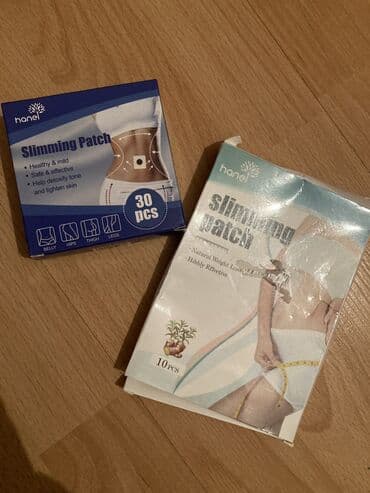 hanei
Slimming Patch
• Healthy & mild
• Safe & effective
• Help detoxify tone
and tighten skin
30
pcs
BELLY
HIPS
THIGH
LEGS
hanei
slimming
patch
Natural Weight Loss
Highly Effective
10PCS